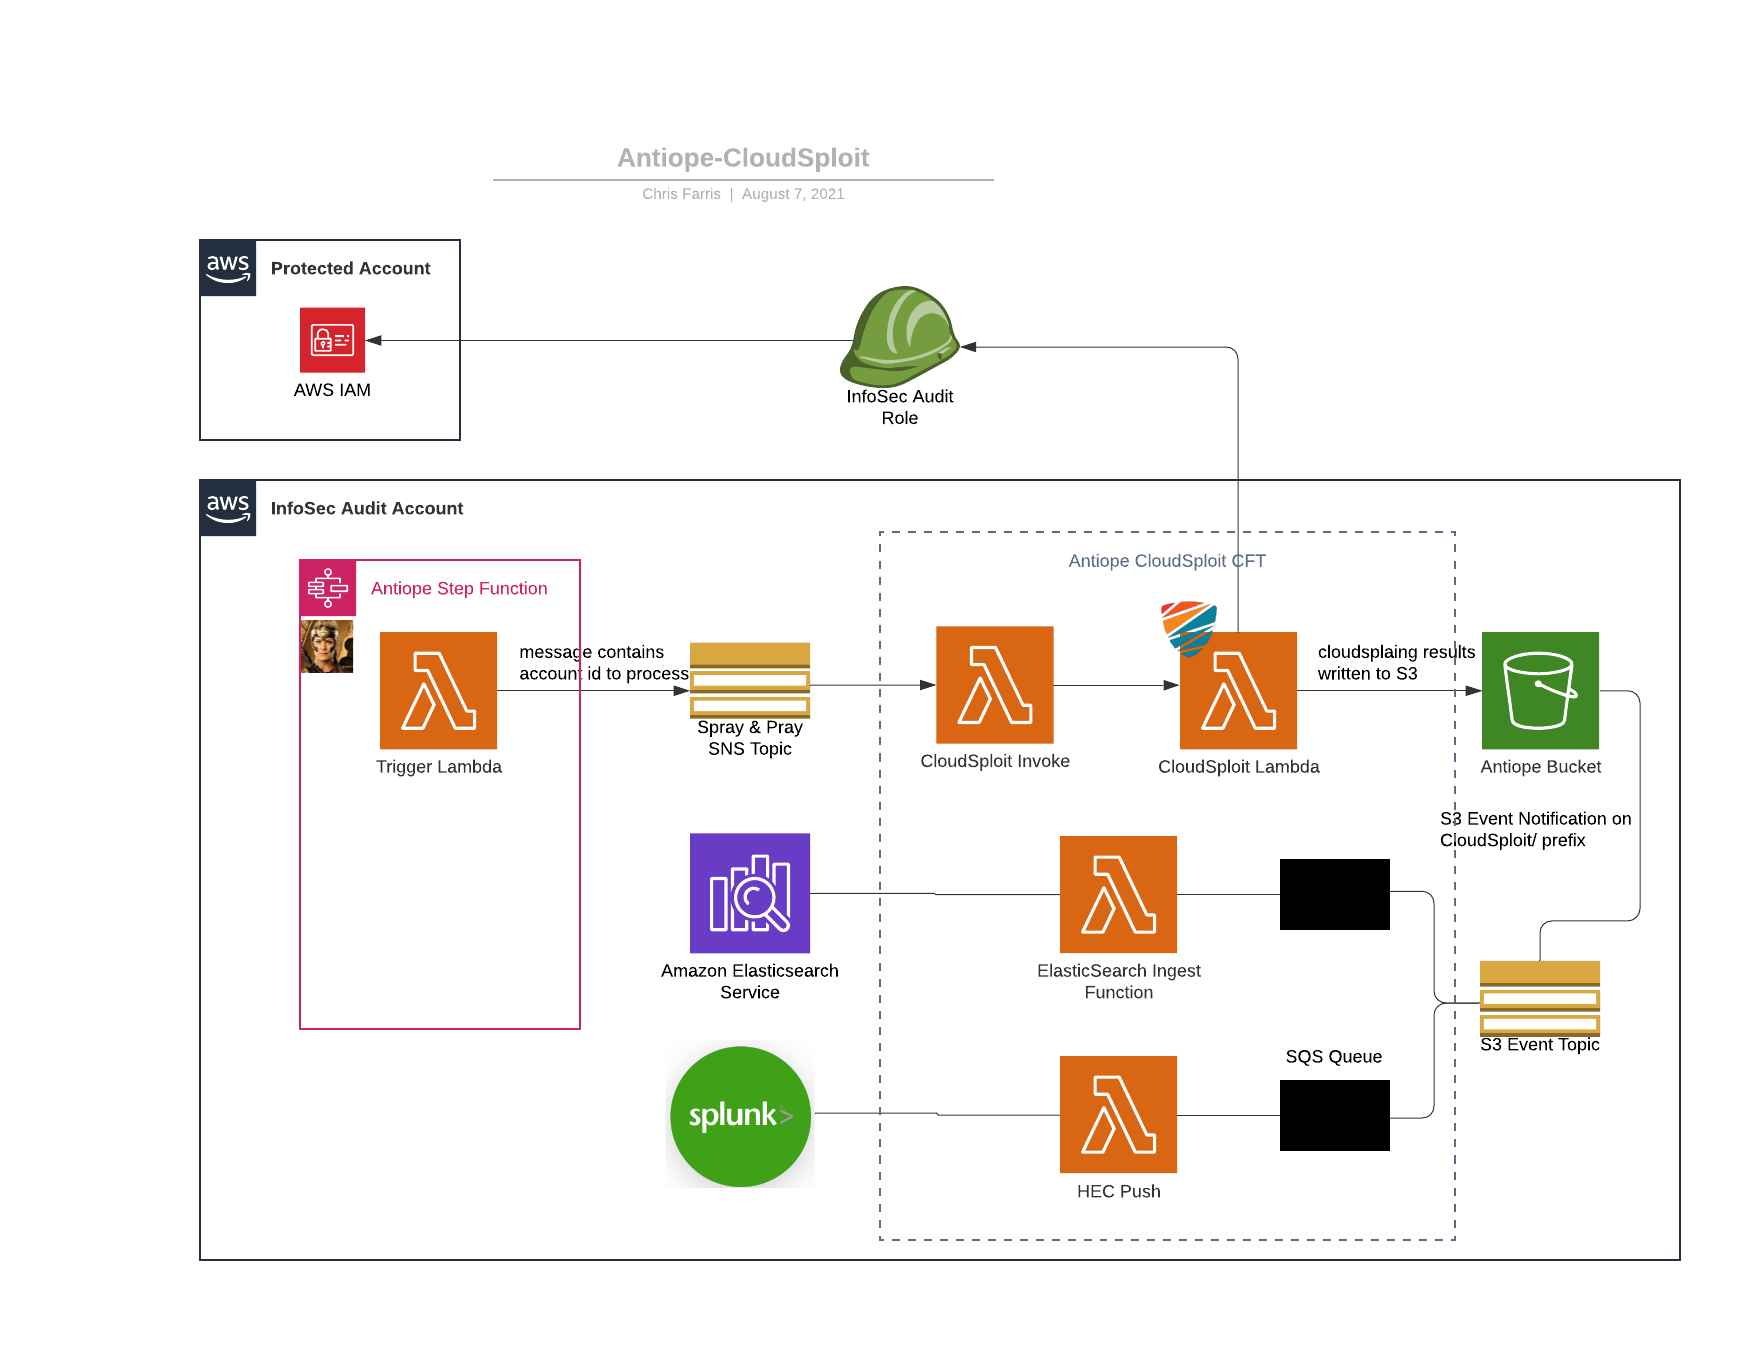 Antiope-CloudSploit
Chris Farris | August 7, 2021
aws
Protected Account
AWS IAM
InfoSec Audit
Role
aws
InfoSec Audit Account
Antiope CloudSploit CFT
Antiope Step Function
message contains
account id to process
cloudsplaing results
written to S3
Spray & Pray
SNS Topic
Trigger Lambda
CloudSploit Invoke
CloudSploit Lambda
Antiope Bucket
S3 Event Notification on
CloudSploit/ prefix
Amazon Elasticsearch
Service
ElasticSearch Ingest
Function
S3 Event Topic
SQS Queue
splunk>
HEC Push